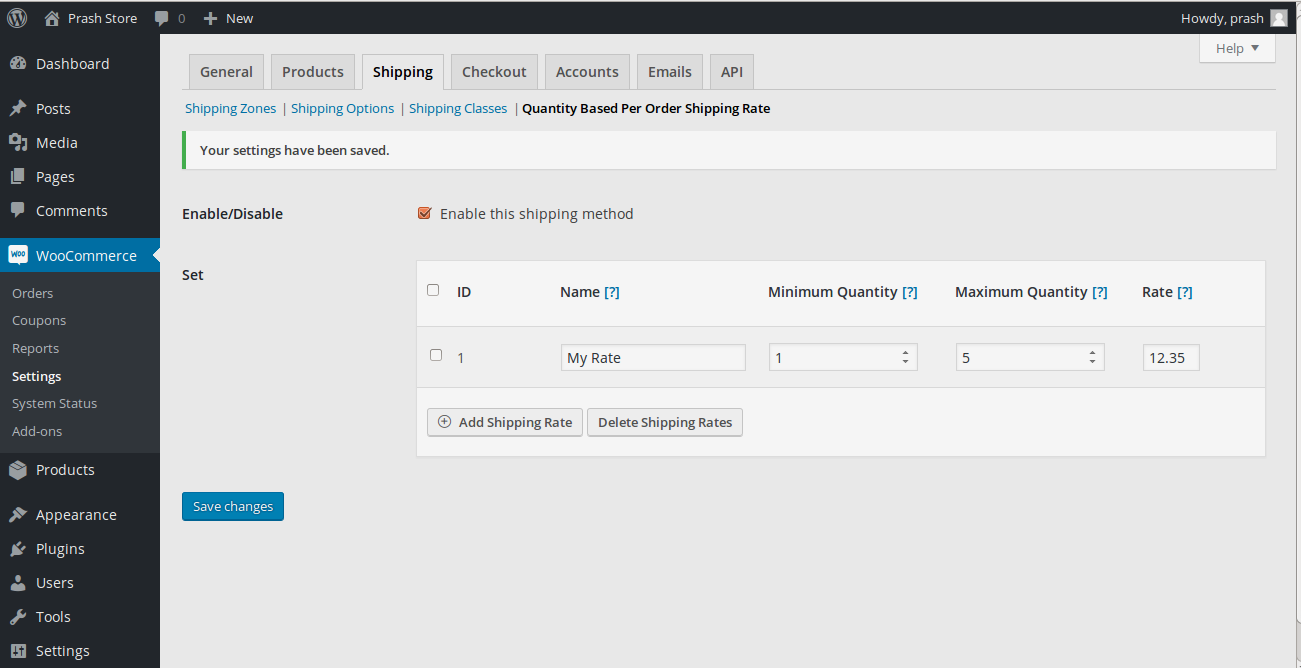 Prash Store 0 New Howdy, prash
Help
Dashboard
Posts
Media
Pages
Comments
woo WooCommerce
Orders
Coupons
Reports
Settings
System Status
Add-ons
Products
Appearance
Plugins
Users
Tools
Settings
General Products Shipping Checkout Accounts Emails API
Shipping Zones | Shipping Options | Shipping Classes | Quantity Based Per Order Shipping Rate
Your settings have been saved.
Enable/Disable Enable this shipping method
Set
ID Name [?] Minimum Quantity [?] Maximum Quantity [?] Rate [?]
1 My Rate 1 5 12.35
Add Shipping Rate Delete Shipping Rates
Save changes